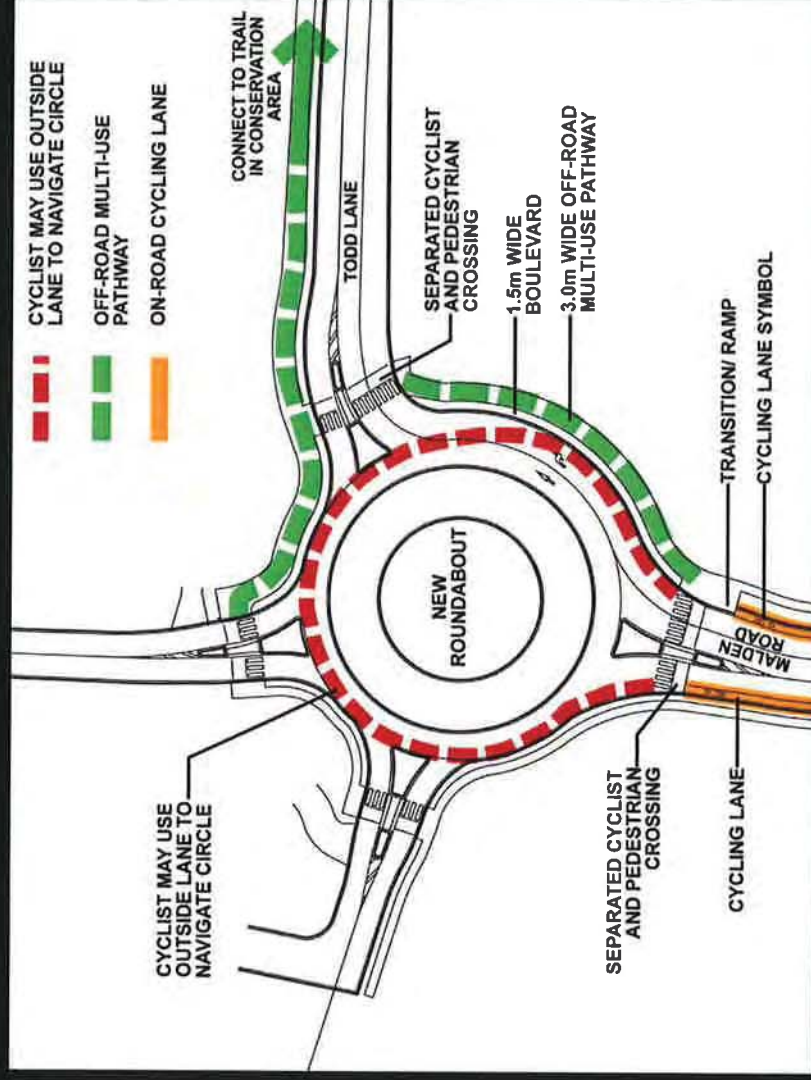 CYCLIST MAY USE OUTSIDE
LANE TO NAVIGATE CIRCLE
OFF-ROAD MULTI-USE
PATHWAY
ON-ROAD CYCLING LANE
CONNECT TO TRAIL
IN CONSERVATION
AREA
TODD LANE
SEPARATED CYCLIST
AND PEDESTRIAN
CROSSING
1.5m WIDE
BOULEVARD
3.0m WIDE OFF-ROAD
MULTI-USE PATHWAY
TRANSITION/ RAMP
CYCLING LANE SYMBOL
NEW
ROUNDABOUT
MALDEN
ROAD
CYCLIST MAY USE
OUTSIDE LANE TO
NAVIGATE CIRCLE
SEPARATED CYCLIST
AND PEDESTRIAN
CROSSING
CYCLING LANE